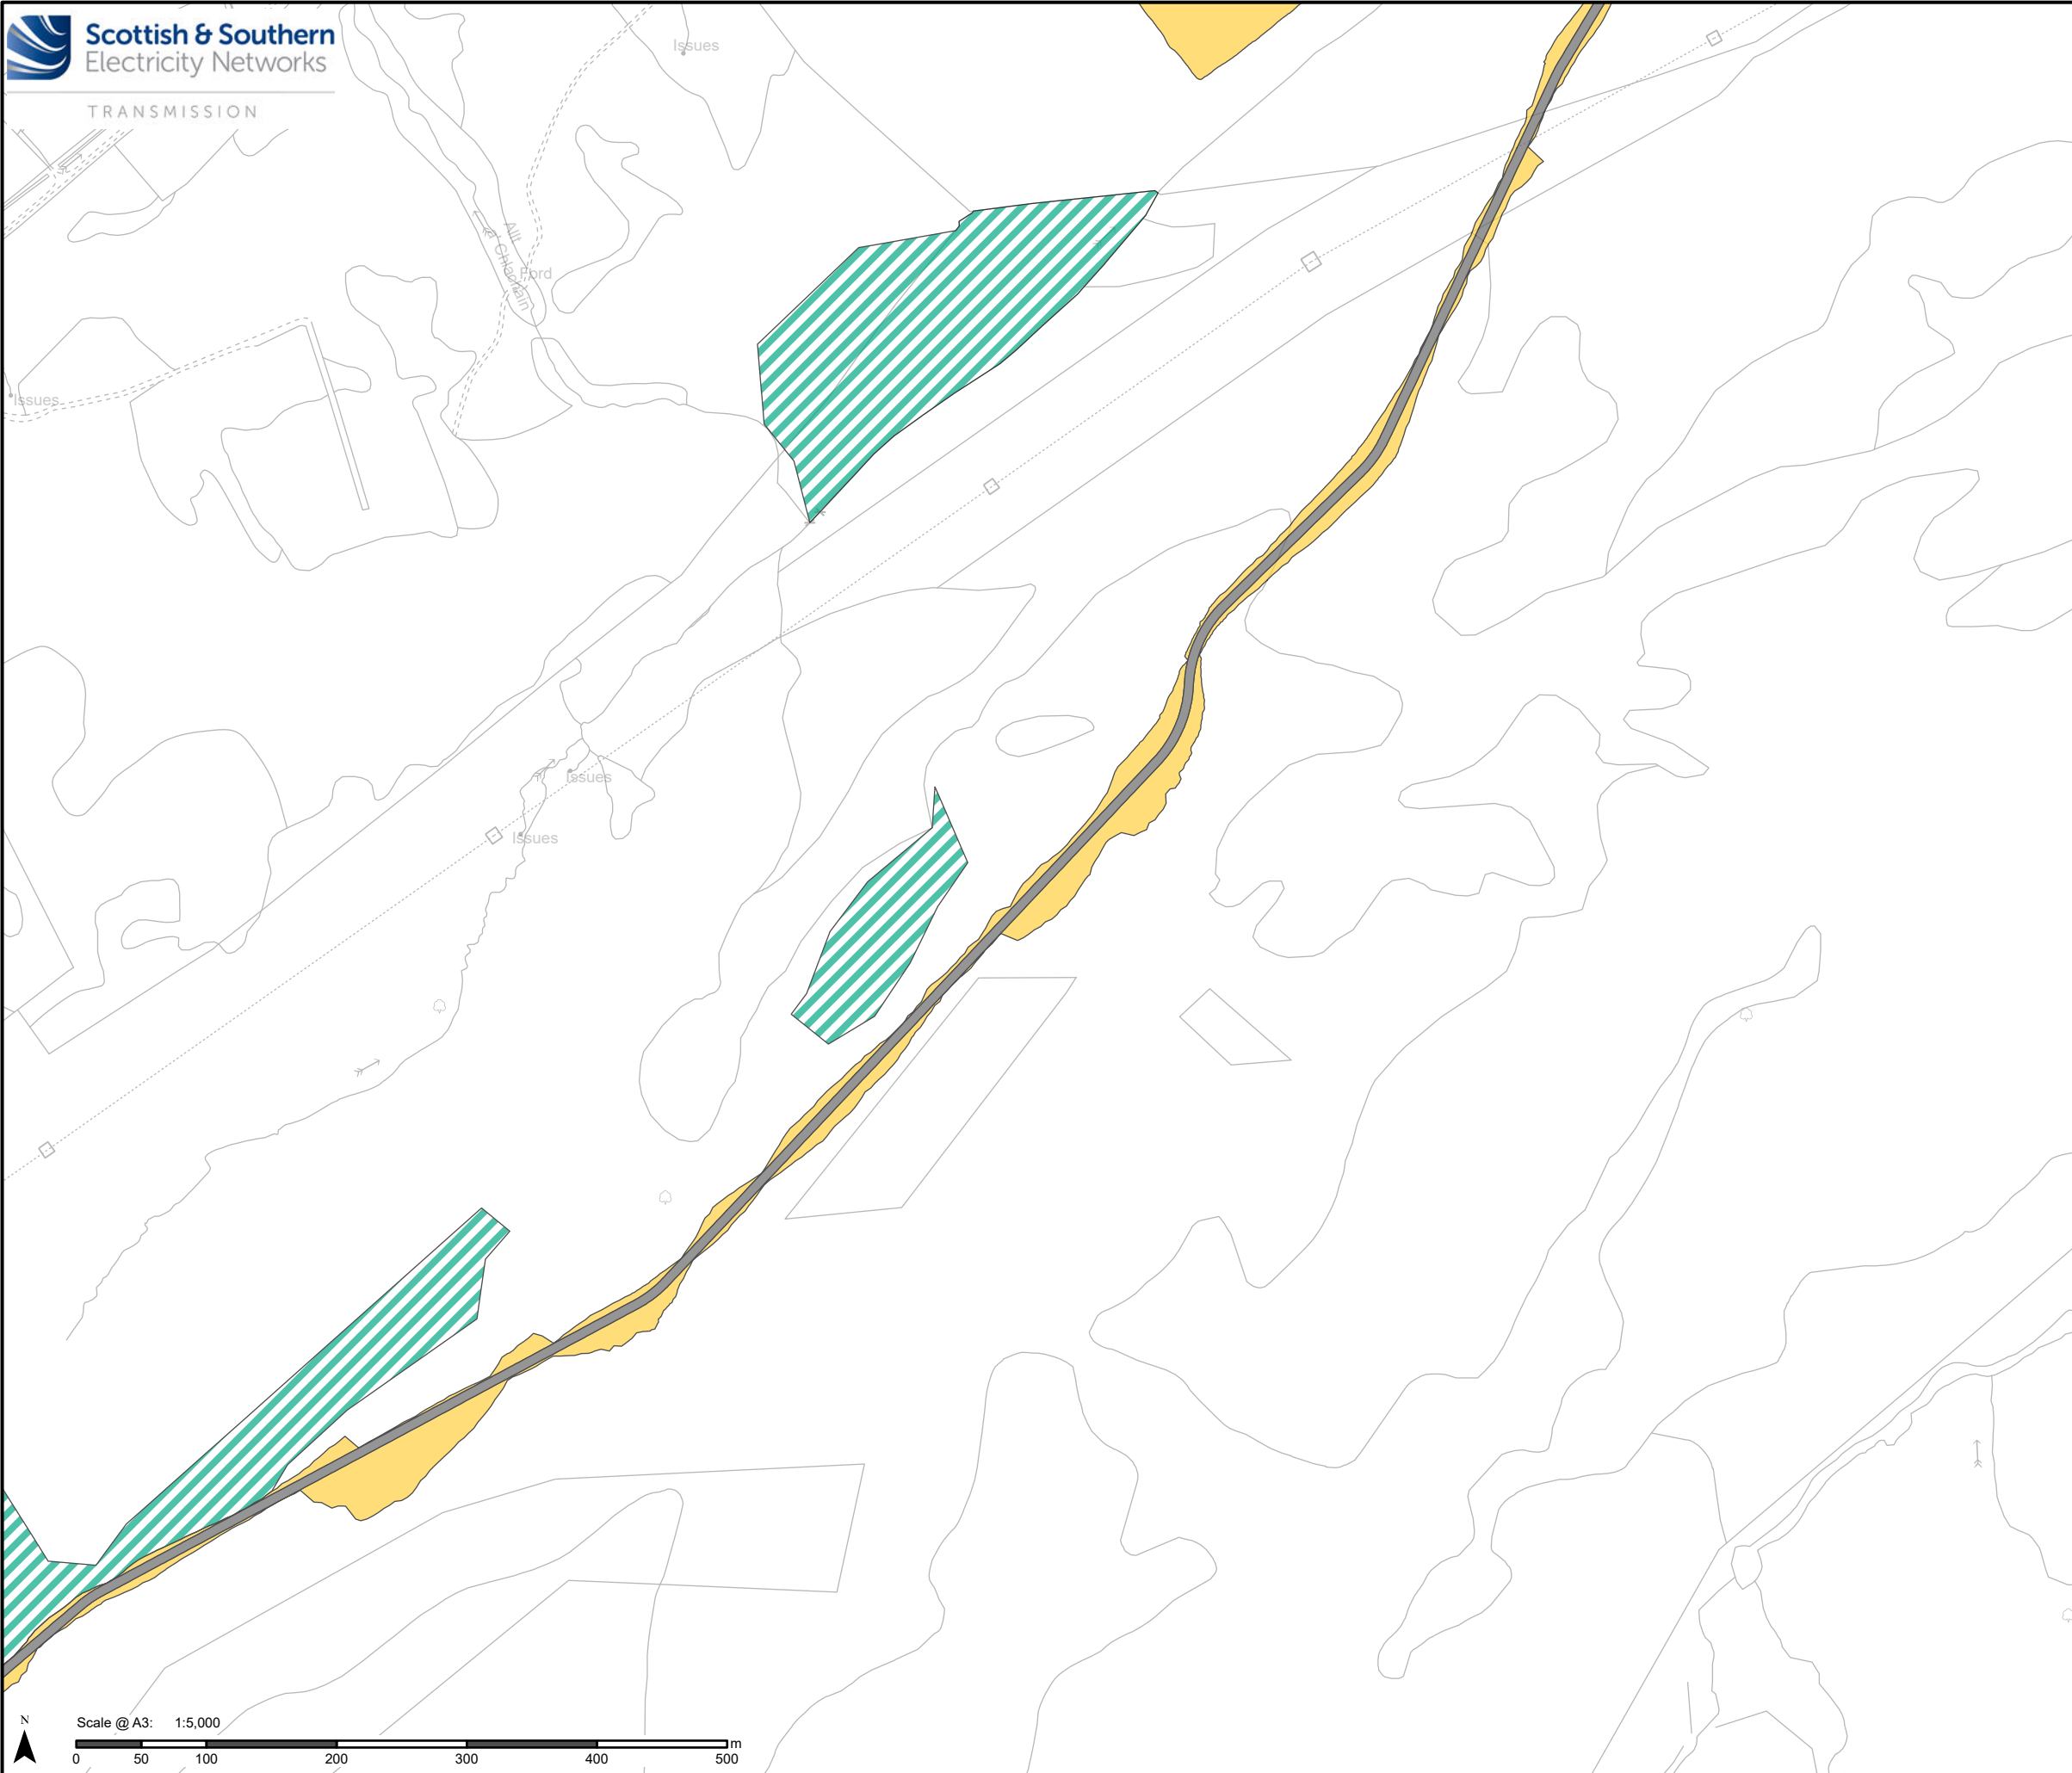 Scottish & Southern
Electricity Networks
TRANSMISSION
Issues
Allt
Chlaonain
Ford
Issues
Issues
Issues
N
Scale @ A3: 1:5,000
0 50 100 200 300 400 500 m